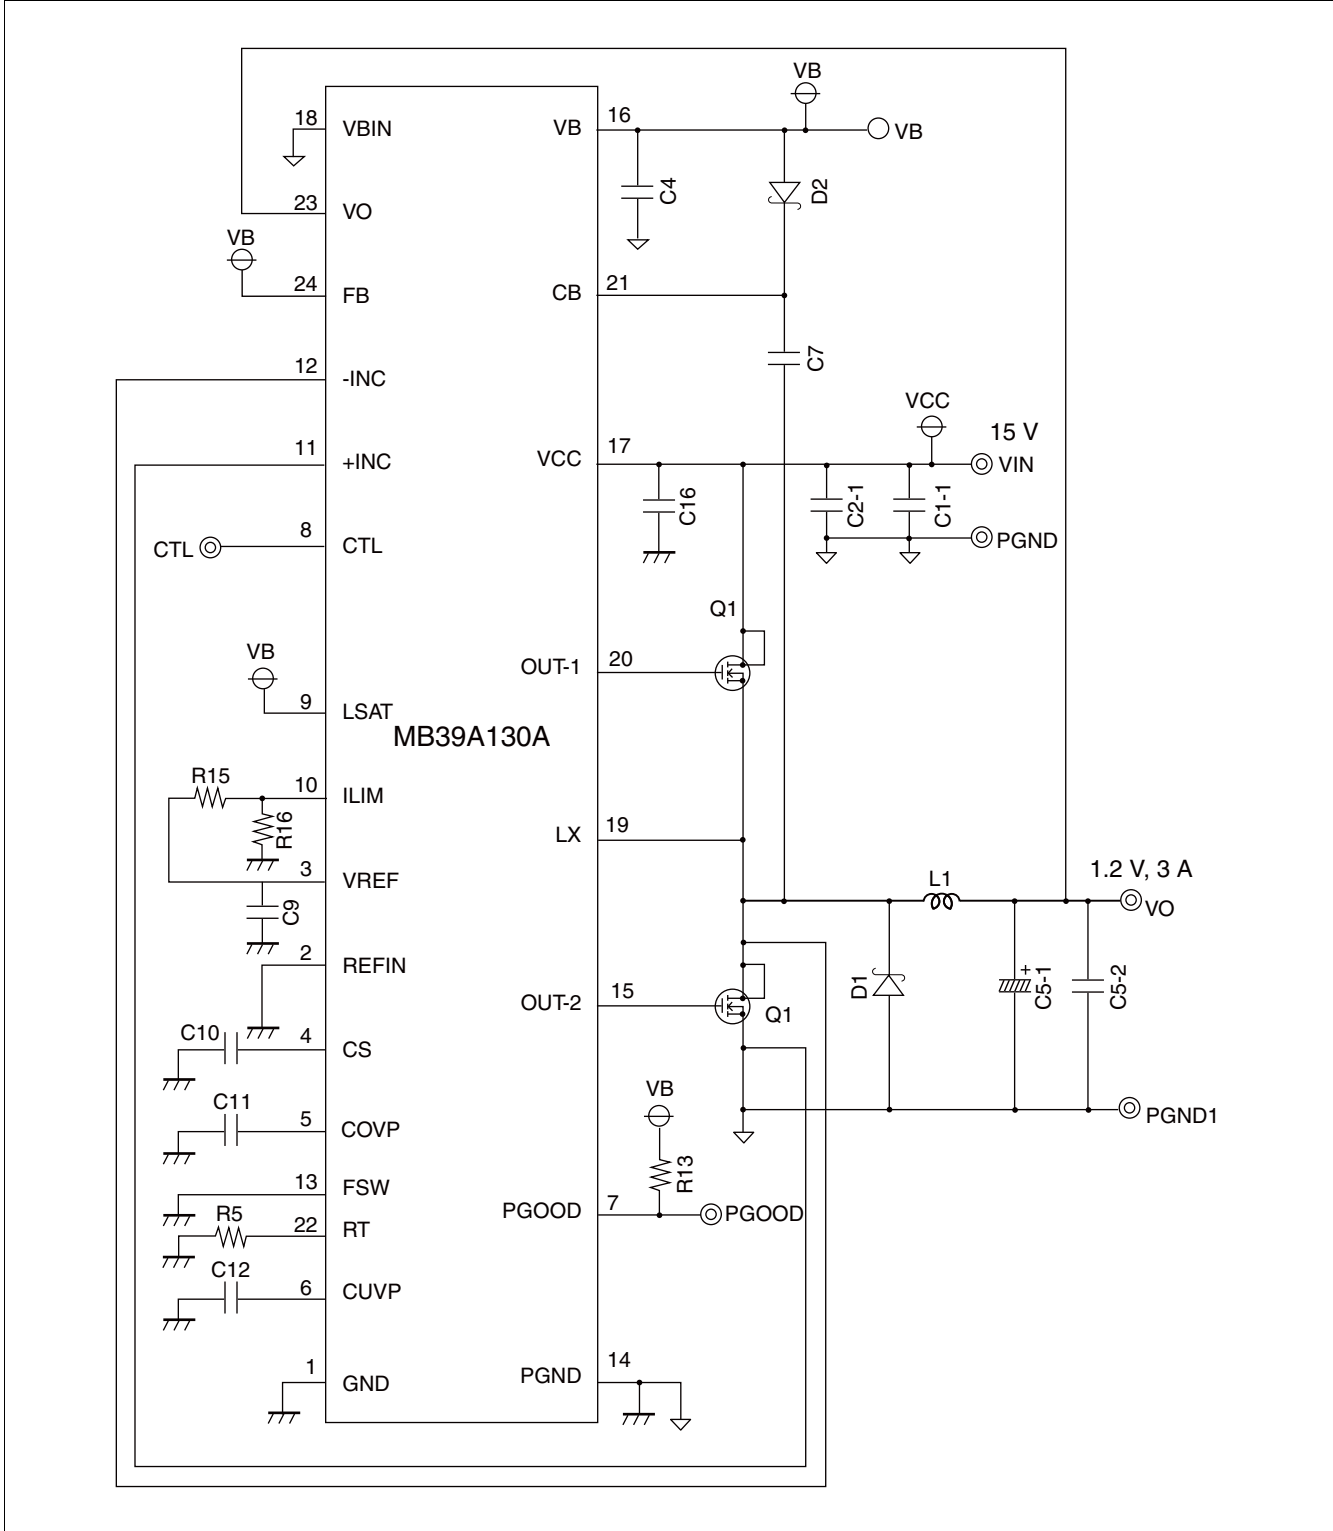 VB
18 VBIN
VB 16
VB
C4
D2
23 VO
VB
24 FB
CB 21
C7
12 -INC
VCC
15 V
11 +INC
VCC 17
VIN
C16
C2-1
C1-1
PGND
CTL
8 CTL
Q1
VB
OUT-1 20
9 LSAT
MB39A130A
R15
10 ILIM
R16
LX 19
3 VREF
1.2 V, 3 A
L1
VO
C9
2 REFIN
D1
+
C5-1
C5-2
OUT-2 15
Q1
C10
4 CS
VB
C11
5 COVP
PGND1
R13
13 FSW
PGOOD 7
PGOOD
R5
22 RT
C12
6 CUVP
1 GND
PGND 14